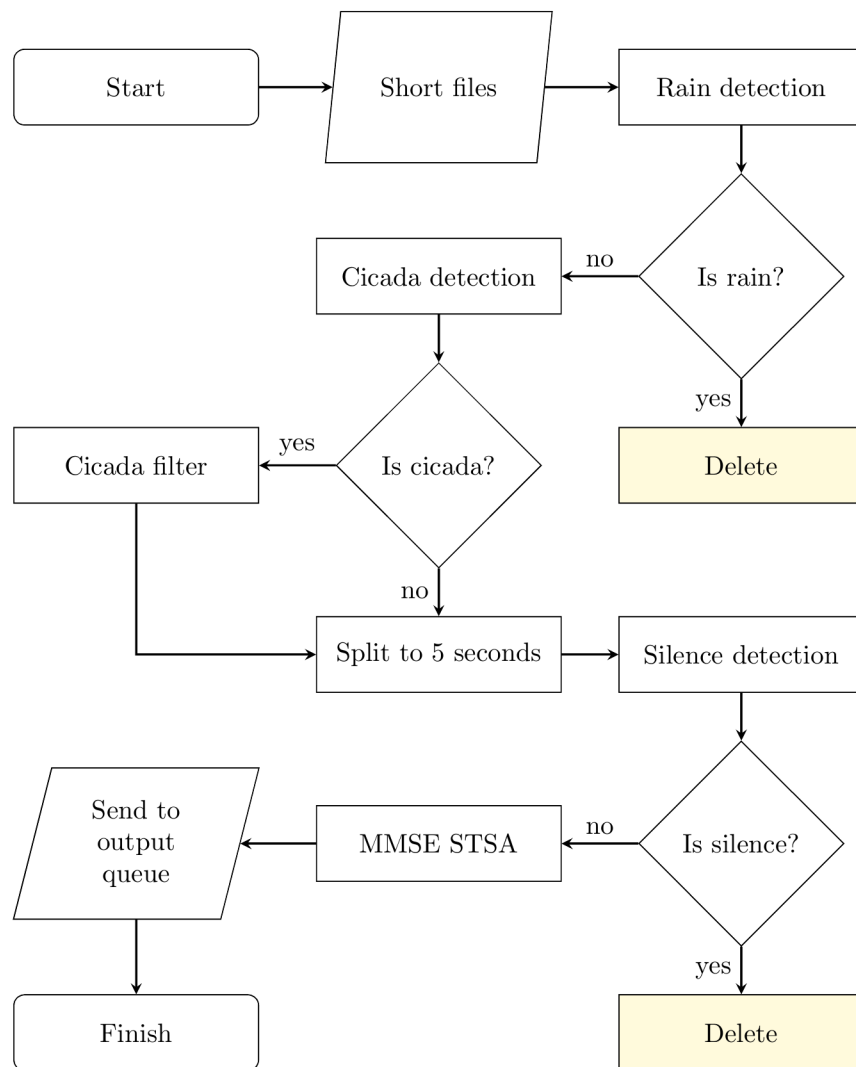 Start
Short files
Rain detection
Is rain?
no
Cicada detection
yes
Delete
Is cicada?
yes
Cicada filter
no
Split to 5 seconds
Silence detection
Is silence?
no
MMSE STSA
Send to
output
queue
yes
Finish
Delete